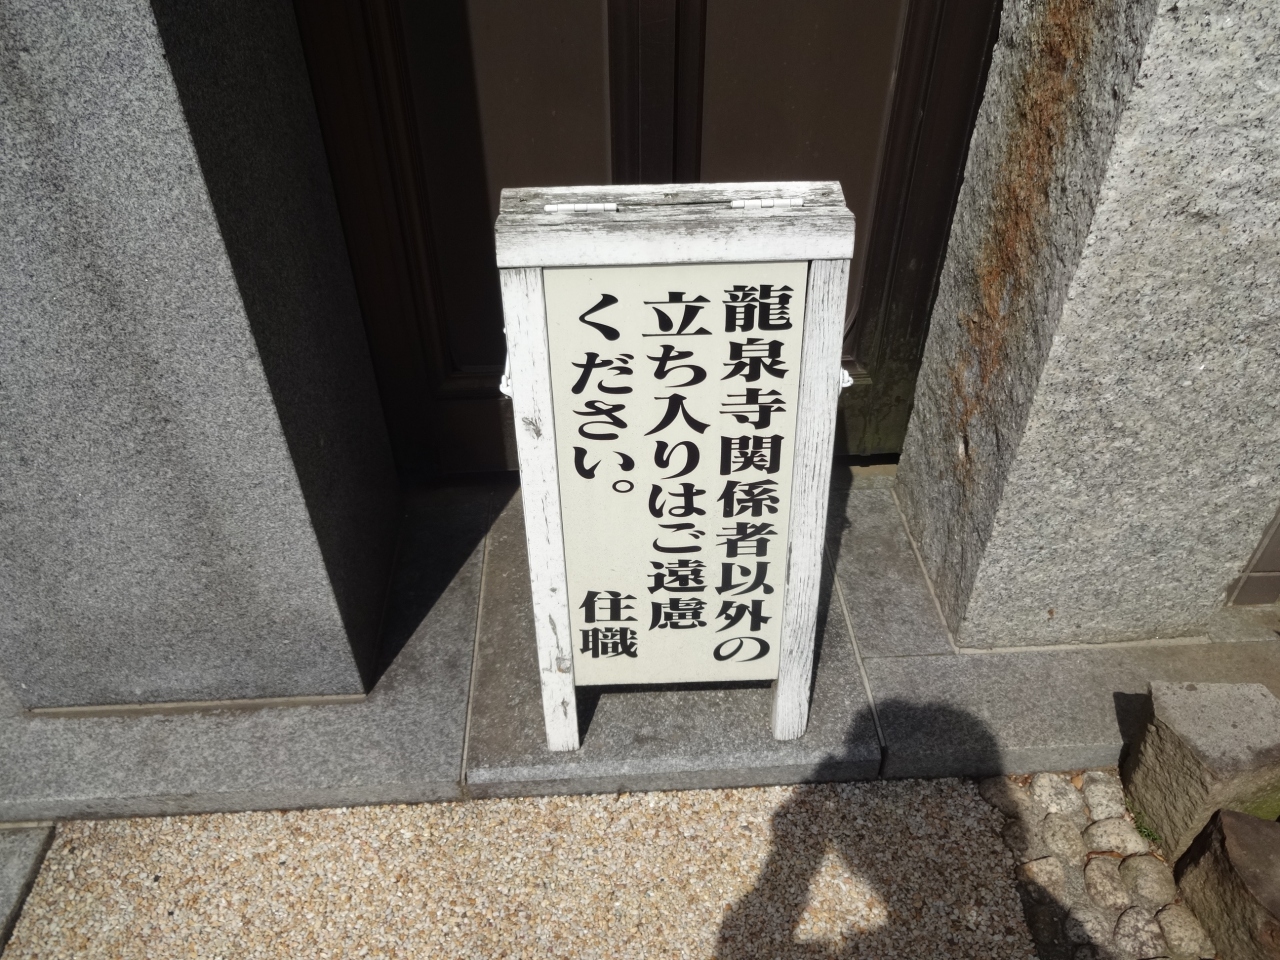 龍泉寺関係者以外の
立ち入りはご遠慮
ください。
住職